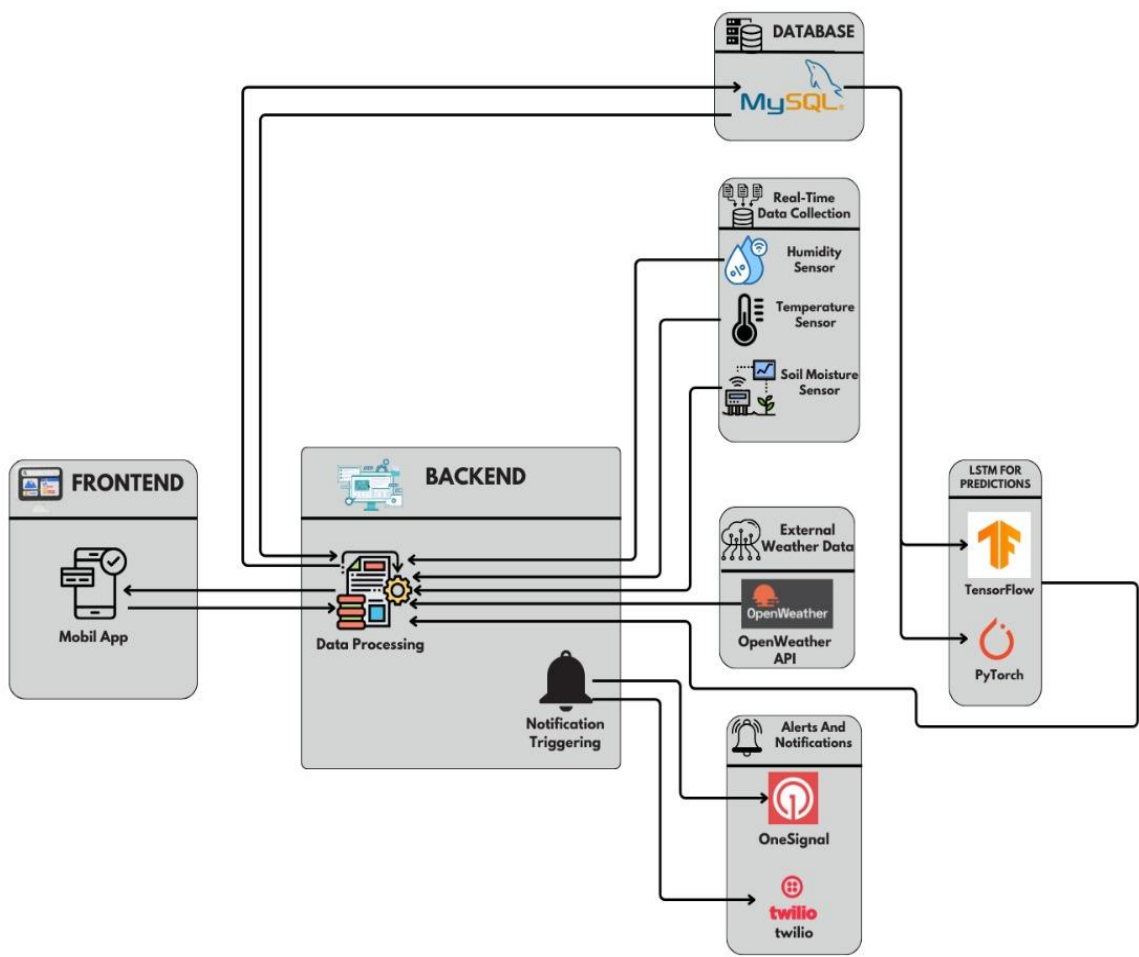 DATABASE
MySQL
Real-Time
Data Collection
Humidity
Sensor
Temperature
Sensor
Soil Moisture
Sensor
FRONTEND
Mobil App
BACKEND
Data Processing
Notification
Triggering
External
Weather Data
OpenWeather
OpenWeather
API
LSTM FOR
PREDICTIONS
TensorFlow
PyTorch
Alerts And
Notifications
OneSignal
twilio
twilio